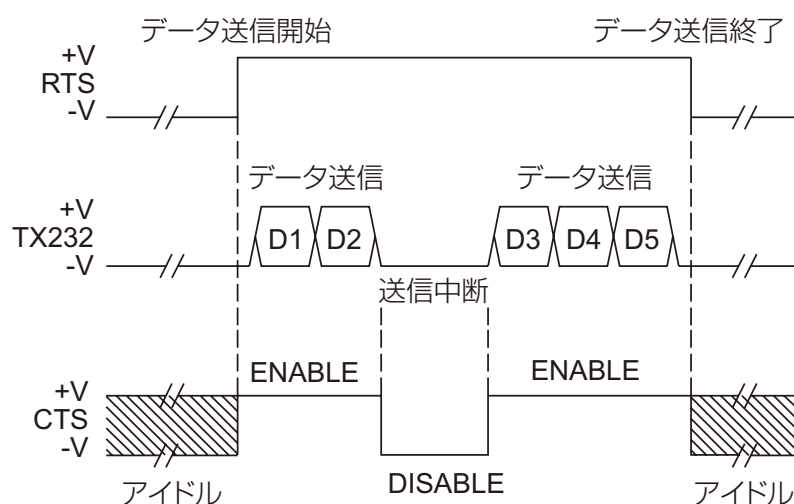 データ送信開始
データ送信終了
+V
RTS
-V
データ送信
データ送信
+V
TX232
-V
D1
D2
D3
D4
D5
送信中断
ENABLE
ENABLE
+V
CTS
-V
DISABLE
アイドル
アイドル